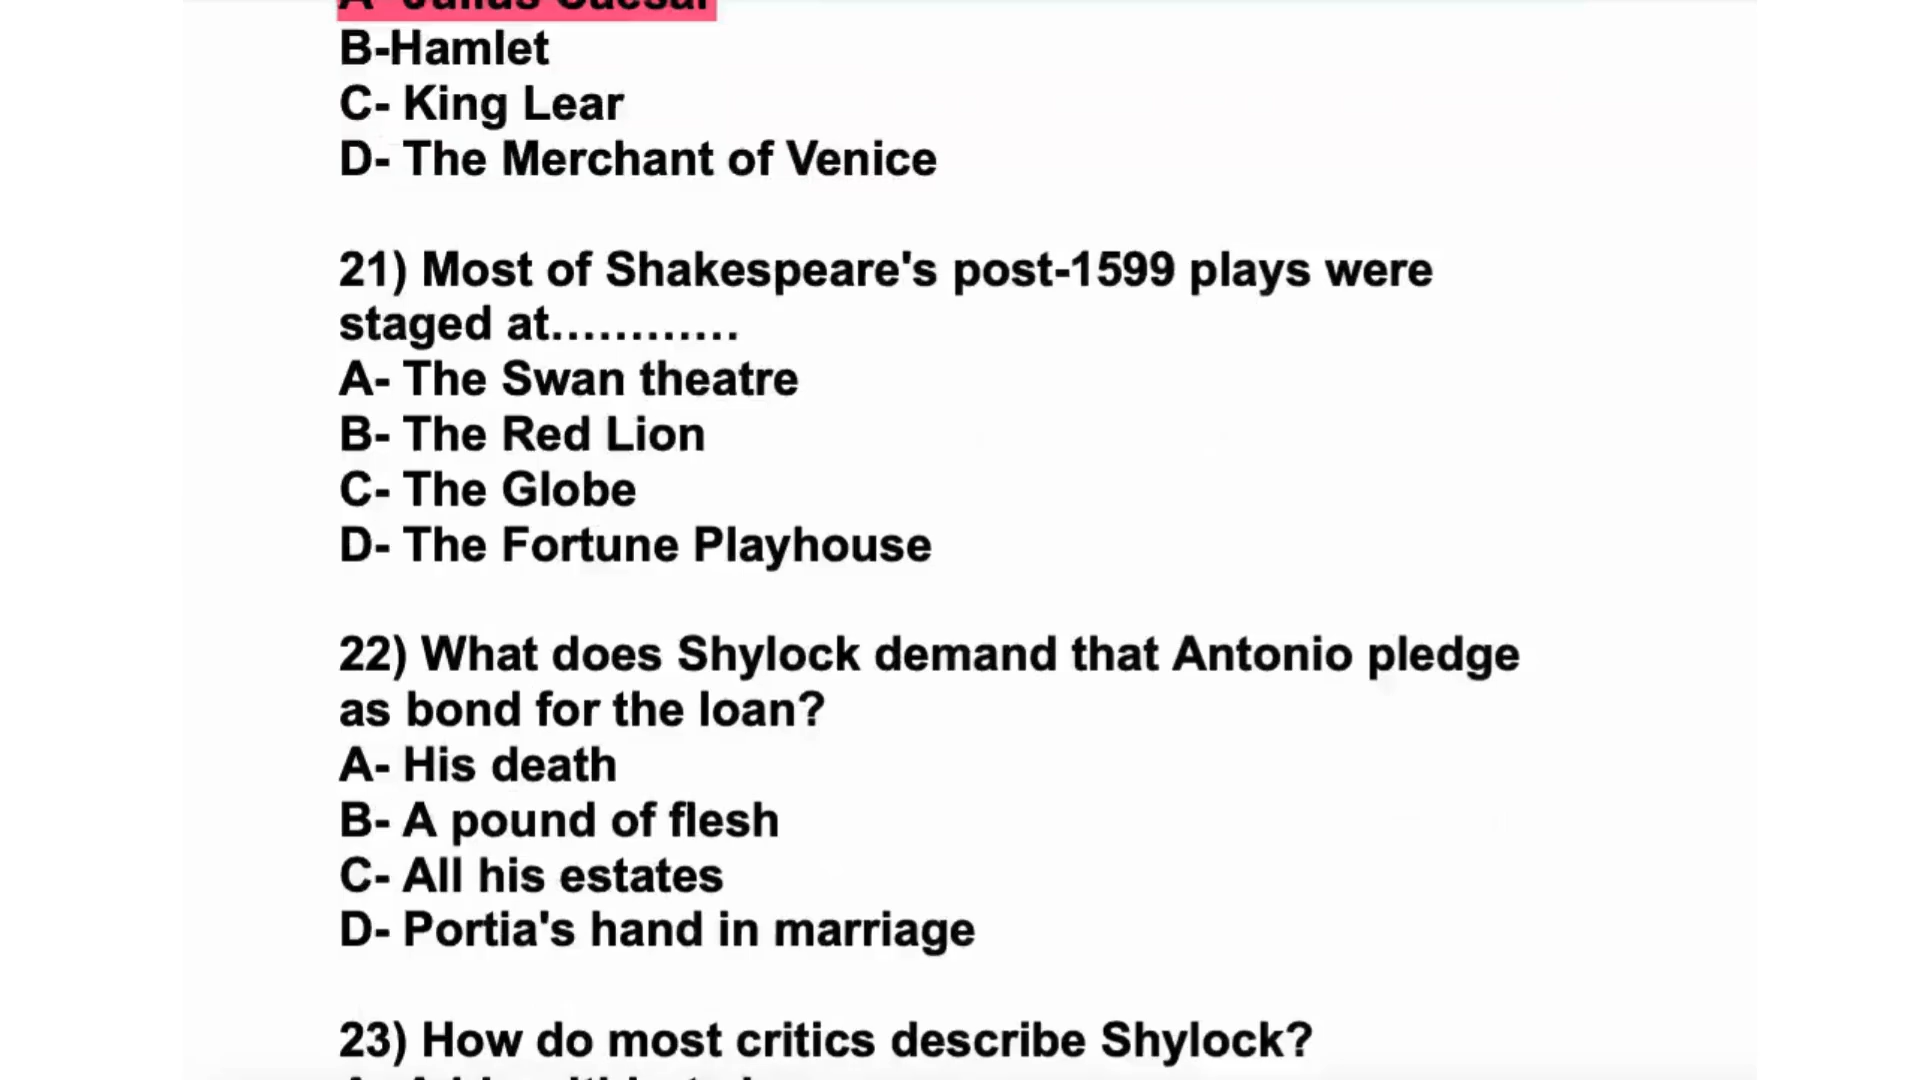 A- Julius Caesar
B-Hamlet
C- King Lear
D- The Merchant of Venice
21) Most of Shakespeare's post-1599 plays were
staged at............
A- The Swan theatre
B- The Red Lion
C- The Globe
D- The Fortune Playhouse
22) What does Shylock demand that Antonio pledge
as bond for the loan?
A- His death
B- A pound of flesh
C- All his estates
D- Portia's hand in marriage
23) How do most critics describe Shylock?